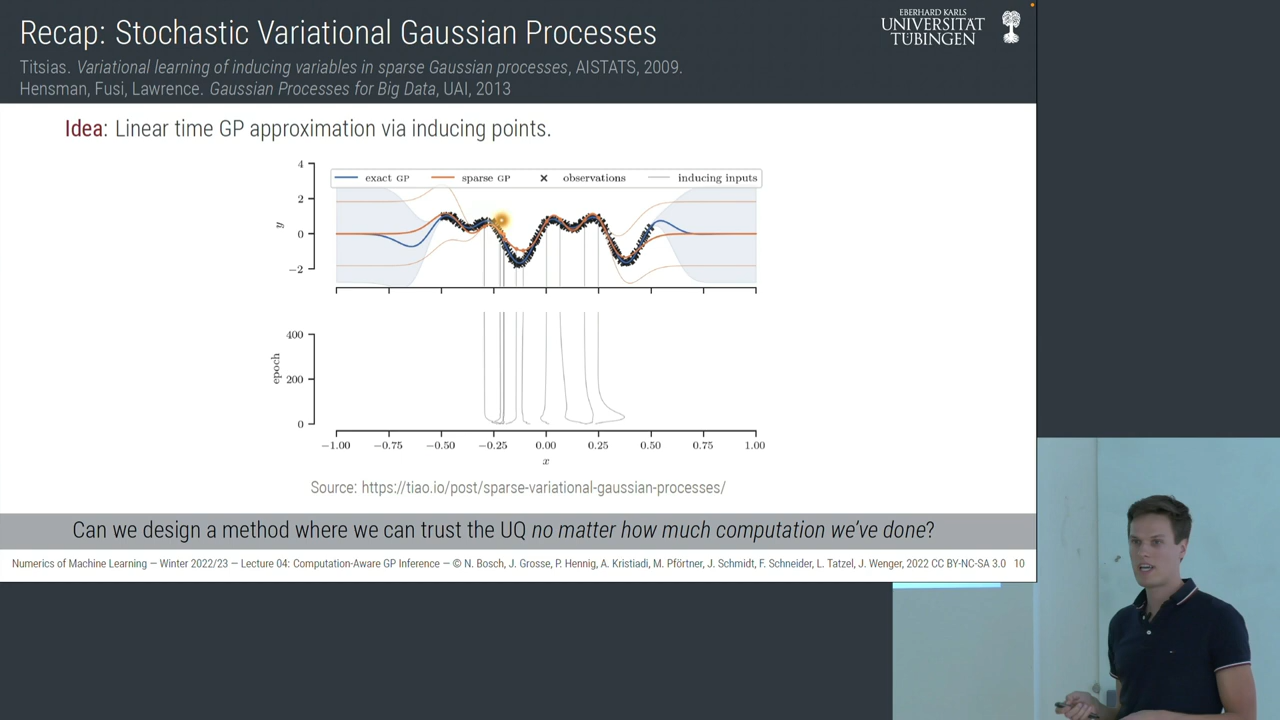 Recap: Stochastic Variational Gaussian Processes
EBERHARD KARLS
UNIVERSITÄT
TÜBINGEN
Titsias. Variational learning of inducing variables in sparse Gaussian processes, AISTATS, 2009.
Hensman, Fusi, Lawrence. Gaussian Processes for Big Data, UAI, 2013
Idea: Linear time GP approximation via inducing points.
4
2
0
−2
y
exact GP
sparse GP
observations
inducing inputs
400
200
0
epoch
−1.00 −0.75 −0.50 −0.25 0.00 0.25 0.50 0.75 1.00
x
Source: https://tiao.io/post/sparse-variational-gaussian-processes/
Can we design a method where we can trust the UQ no matter how much computation we've done?
Numerics of Machine Learning — Winter 2022/23 — Lecture 04: Computation-Aware GP Inference — © N. Bosch, J. Grosse, P. Hennig, A. Kristiadi, M. Pförtner, J. Schmidt, F. Schneider, L. Tatzel, J. Wenger, 2022 CC BY-NC-SA 3.0 10